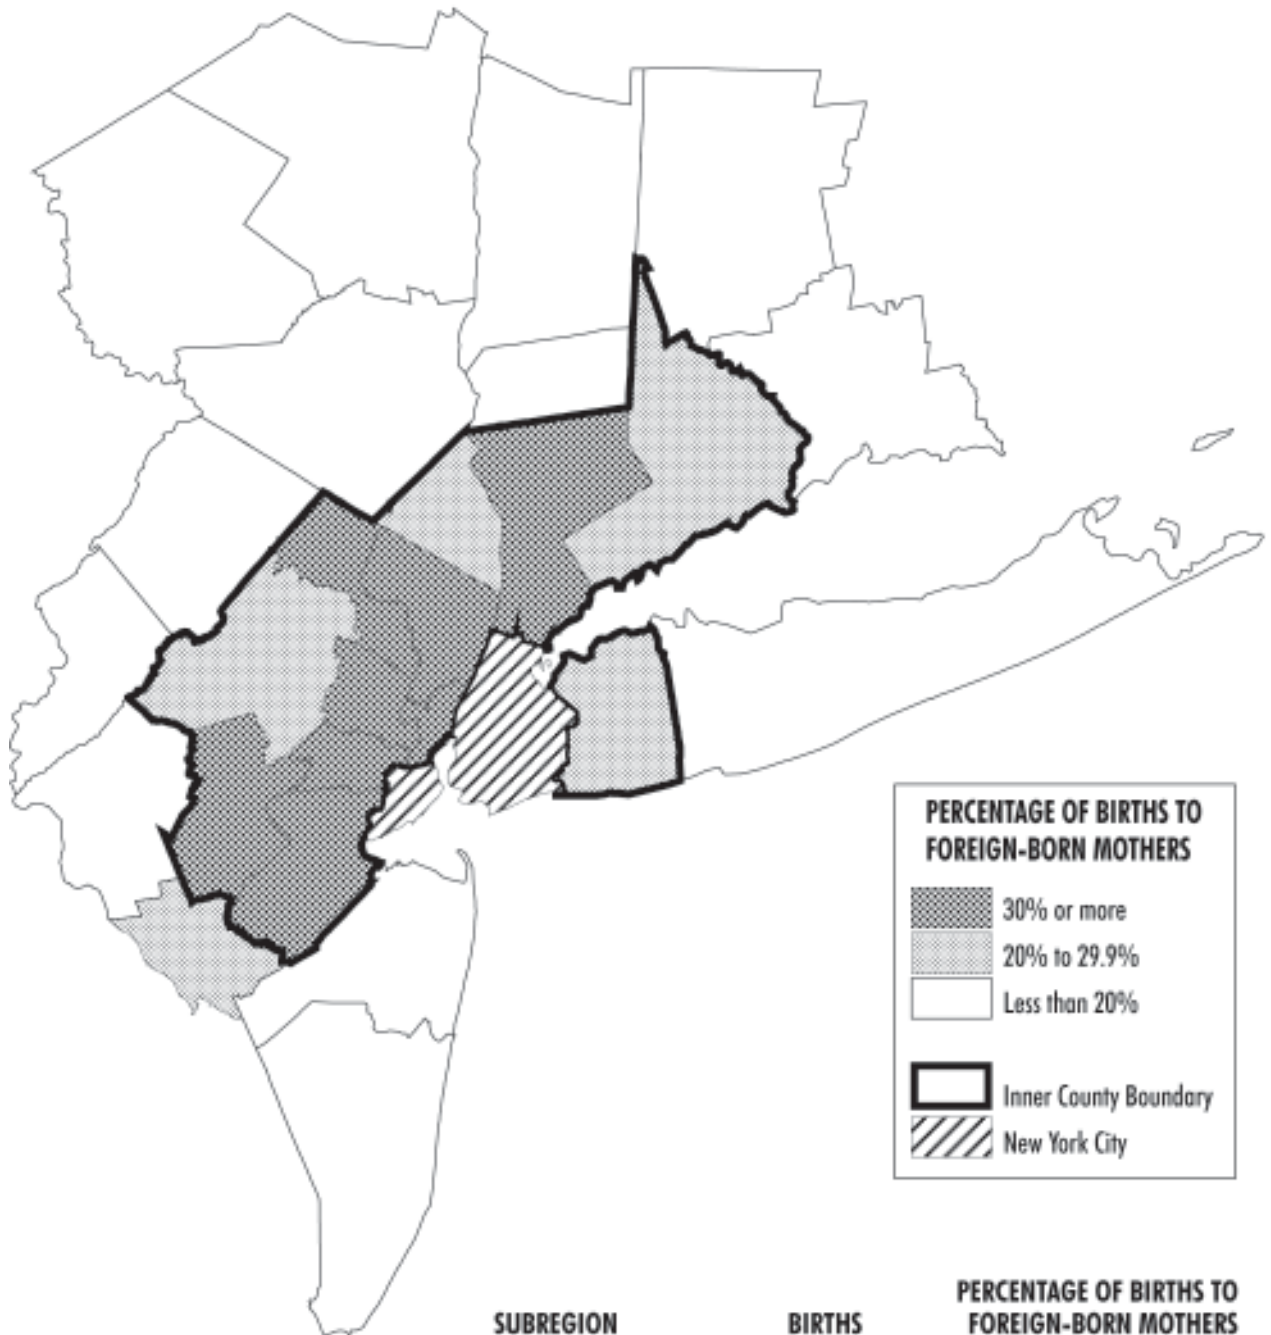 PERCENTAGE OF BIRTHS TO
FOREIGN-BORN MOTHERS
30% or more
20% to 29.9%
Less than 20%
Inner County Boundary
New York City
PERCENTAGE OF BIRTHS TO
SUBREGION BIRTHS FOREIGN-BORN MOTHERS